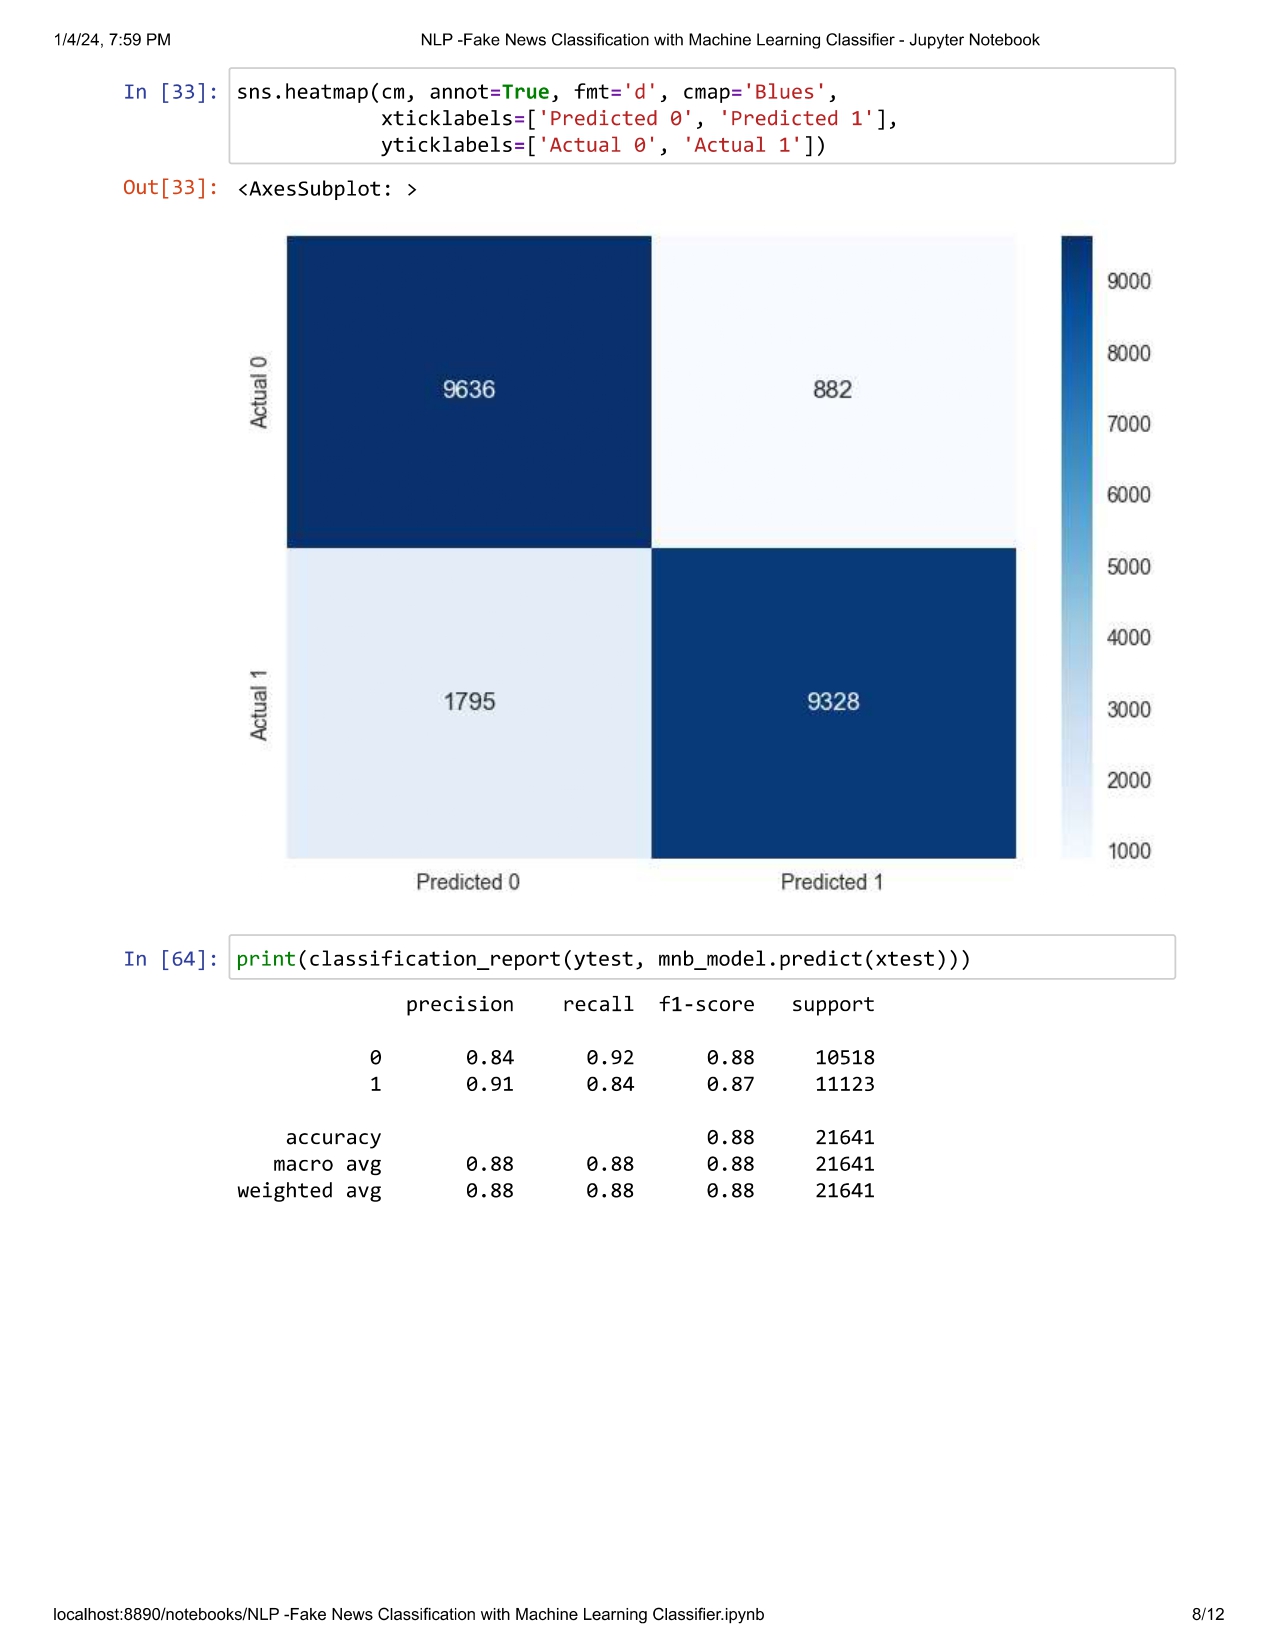 1/4/24, 7:59 PM NLP -Fake News Classification with Machine Learning Classifier - Jupyter Notebook
In [33]: sns.heatmap(cm, annot=True, fmt='d', cmap='Blues',
xticklabels=['Predicted 0', 'Predicted 1'],
yticklabels=['Actual 0', 'Actual 1'])
Out[33]: <AxesSubplot: >
Actual 0
9636 882
Actual 1
1795 9328
Predicted 0 Predicted 1
9000
8000
7000
6000
5000
4000
3000
2000
1000
In [64]: print(classification_report(ytest, mnb_model.predict(xtest)))
precision recall f1-score support
0 0.84 0.92 0.88 10518
1 0.91 0.84 0.87 11123
accuracy 0.88 21641
macro avg 0.88 0.88 0.88 21641
weighted avg 0.88 0.88 0.88 21641
localhost:8890/notebooks/NLP -Fake News Classification with Machine Learning Classifier.ipynb 8/12